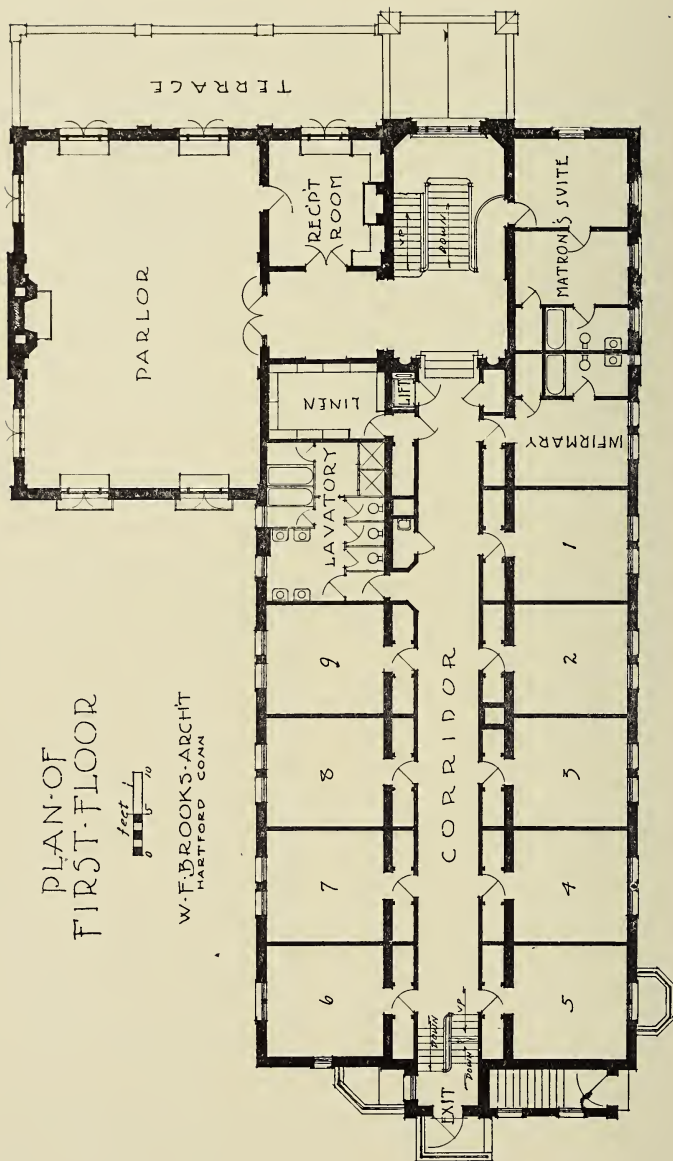 PLAN·OF
FIRST·FLOOR
feet
0 5 10
W·F·BROOKS·ARCH'T
HARTFORD CONN
TERRACE
PARLOR
REC'P'T
ROOM
UP
DOWN
MATRON'S SUITE
LINEN
LIFT
INFIRMARY
LAVATORY
CORRIDOR
1
2
3
4
5
6
7
8
9
DOWN
UP
DOWN
EXIT